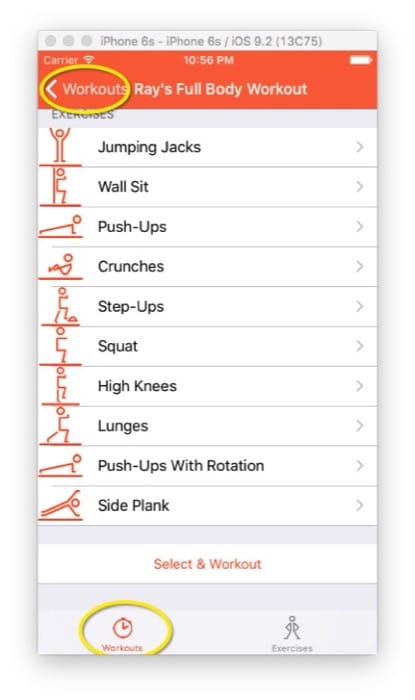 iPhone 6s - iPhone 6s / iOS 9.2 (13C75)
Carrier 10:56 PM
Workouts Ray's Full Body Workout
EXERCISES
Jumping Jacks
Wall Sit
Push-Ups
Crunches
Step-Ups
Squat
High Knees
Lunges
Push-Ups With Rotation
Side Plank
Select & Workout
Workouts Exercises